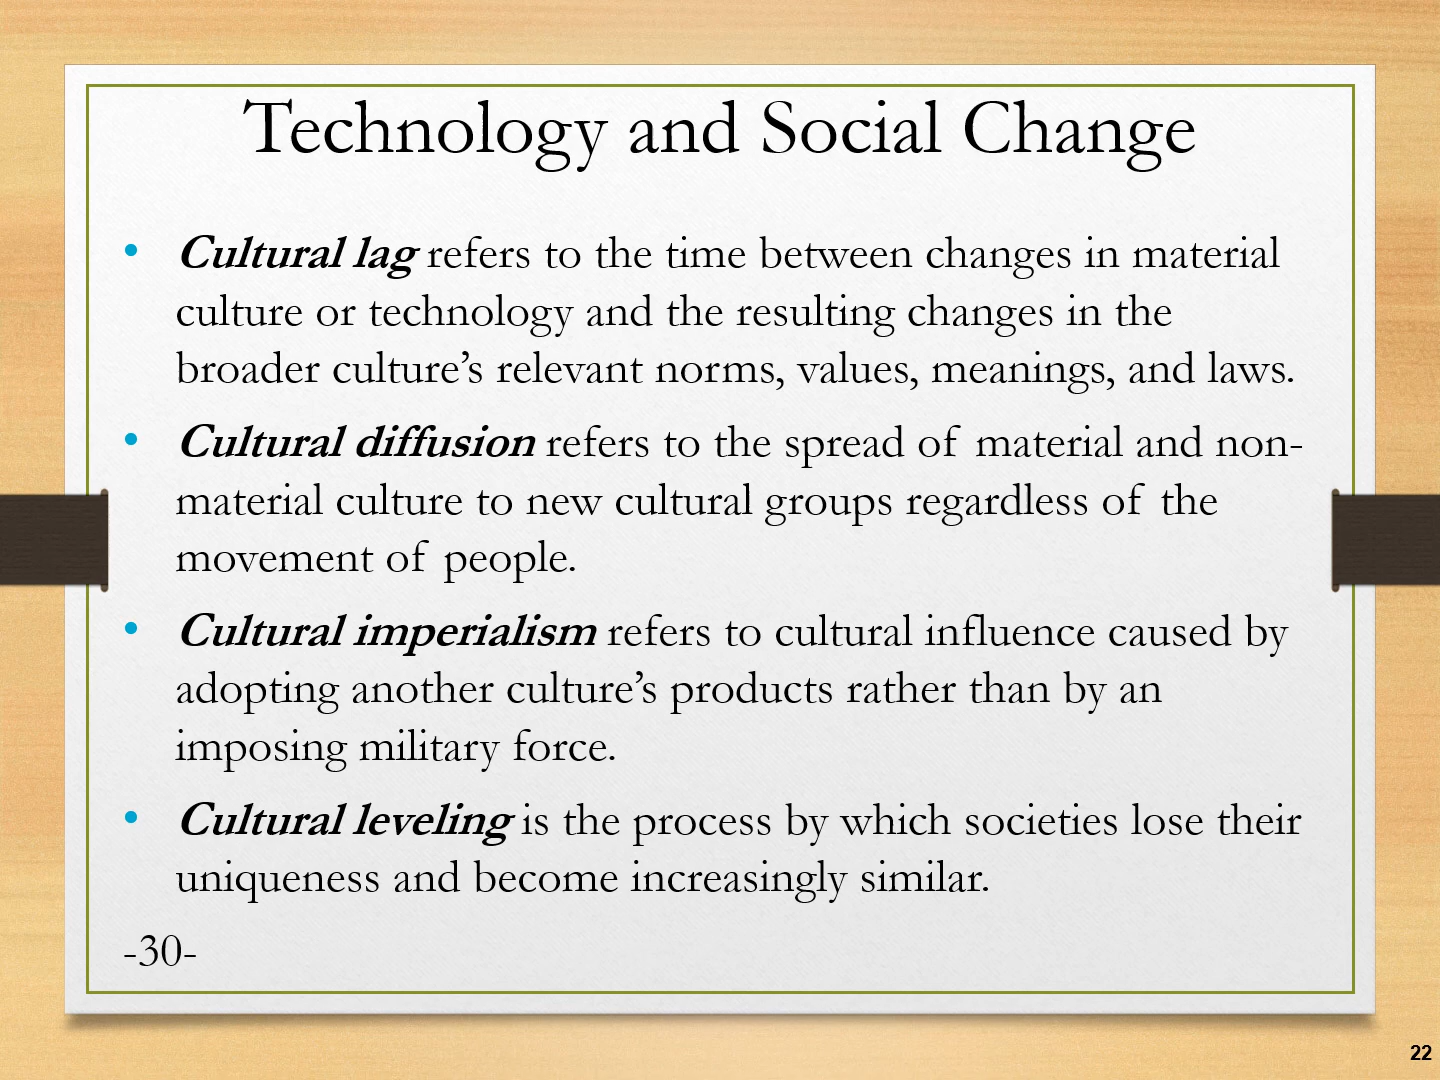 Technology and Social Change
• Cultural lag refers to the time between changes in material
culture or technology and the resulting changes in the
broader culture’s relevant norms, values, meanings, and laws.
• Cultural diffusion refers to the spread of material and non-
material culture to new cultural groups regardless of the
movement of people.
• Cultural imperialism refers to cultural influence caused by
adopting another culture’s products rather than by an
imposing military force.
• Cultural leveling is the process by which societies lose their
uniqueness and become increasingly similar.
-30-
22